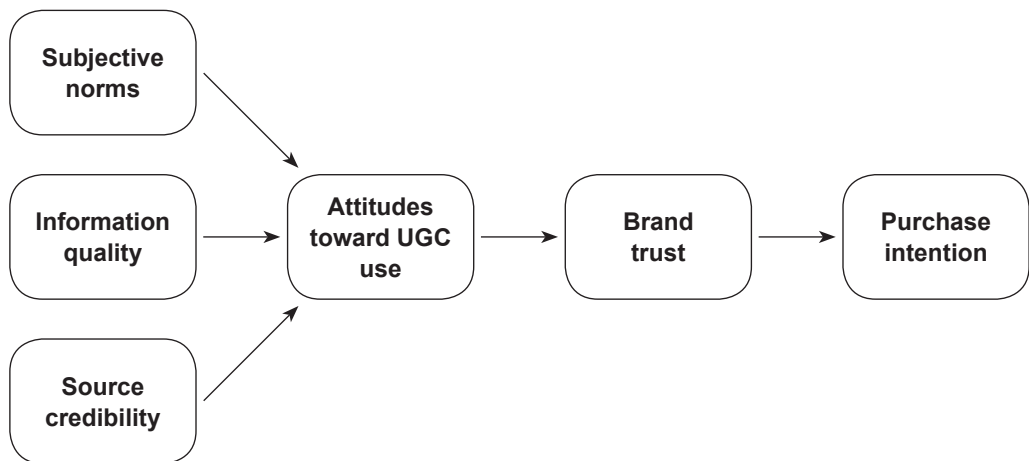 Subjective
norms
Information
quality
Source
credibility
Attitudes
toward UGC
use
Brand
trust
Purchase
intention